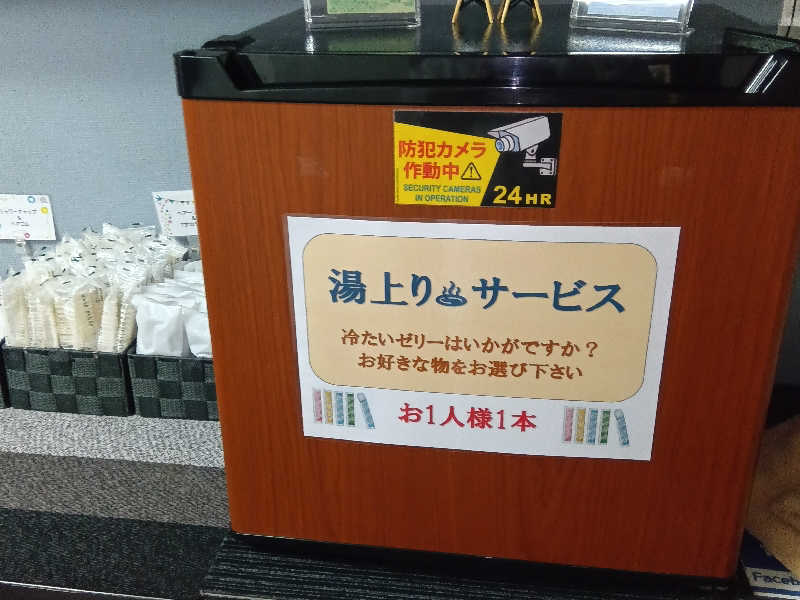 防犯カメラ
作動中
SECURITY CAMERAS
IN OPERATION
24HR
湯上り♨サービス
冷たいゼリーはいかがですか？
お好きな物をお選び下さい
お1人様1本
Faceb